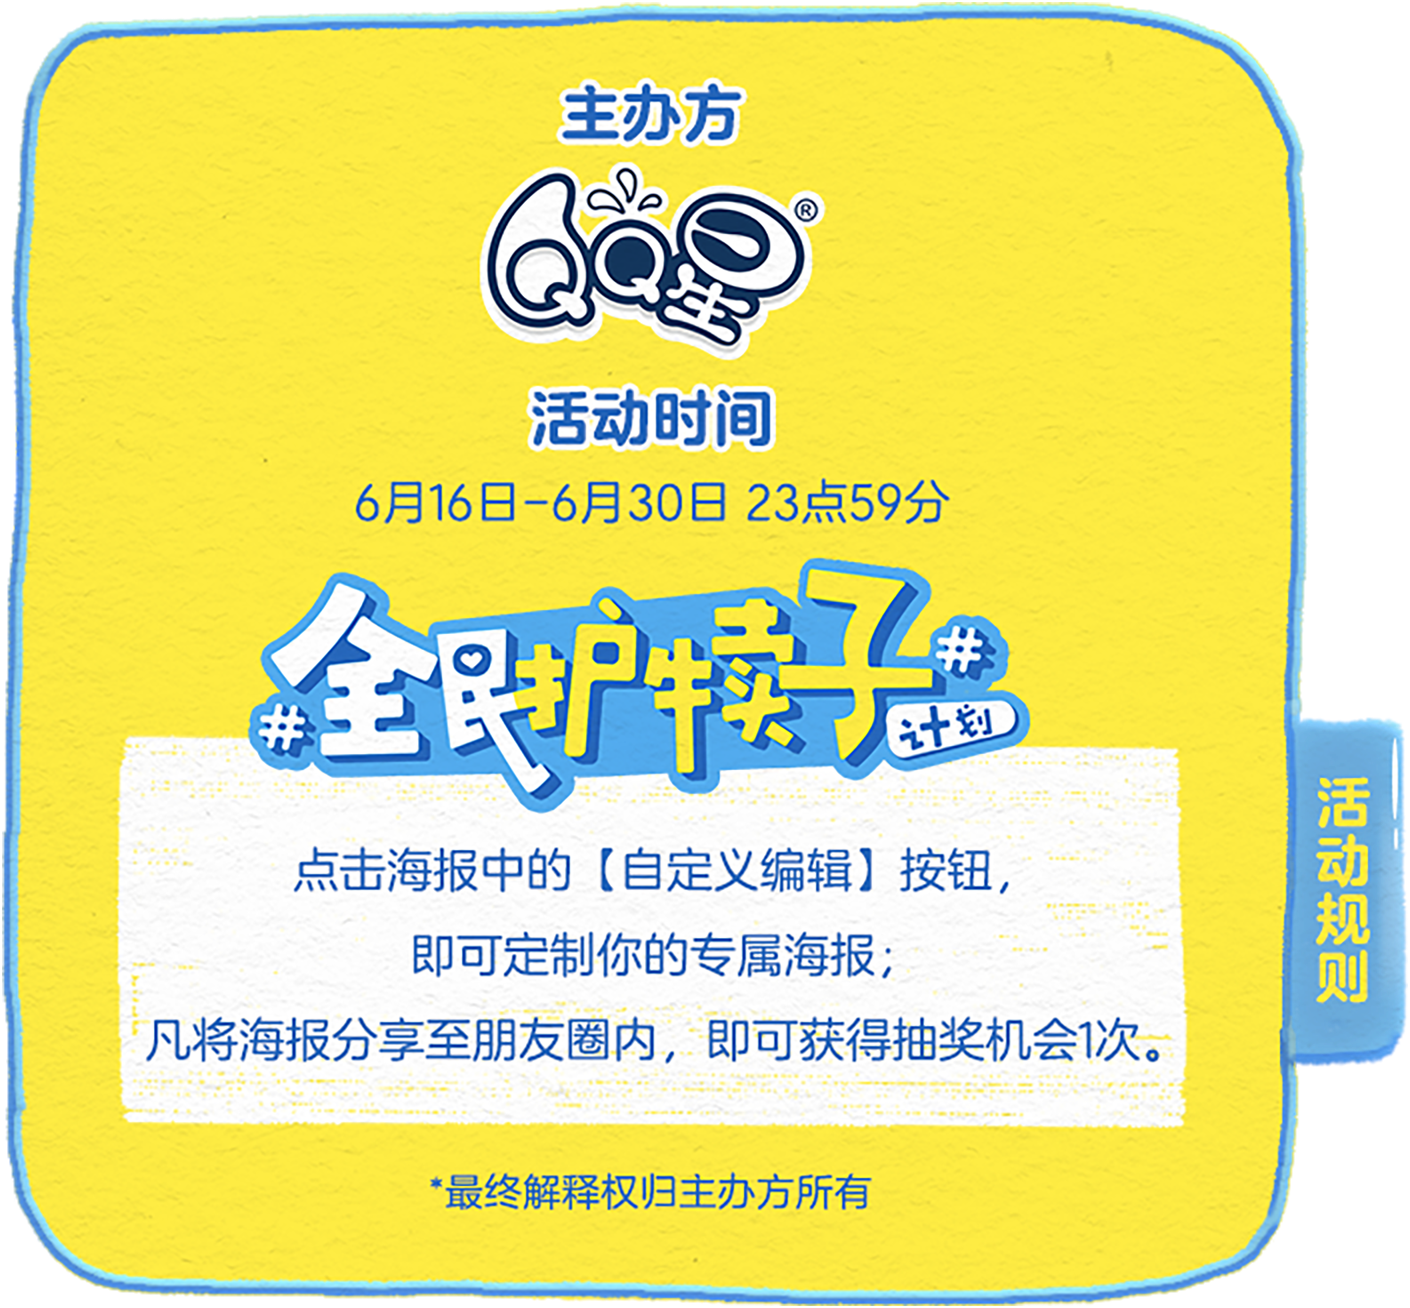 主办方
QQ星®
活动时间
6月16日-6月30日 23点59分
#全民护犊子#
计划
点击海报中的【自定义编辑】按钮，
即可定制你的专属海报；
凡将海报分享至朋友圈内，即可获得抽奖机会1次。
*最终解释权归主办方所有
活动规则